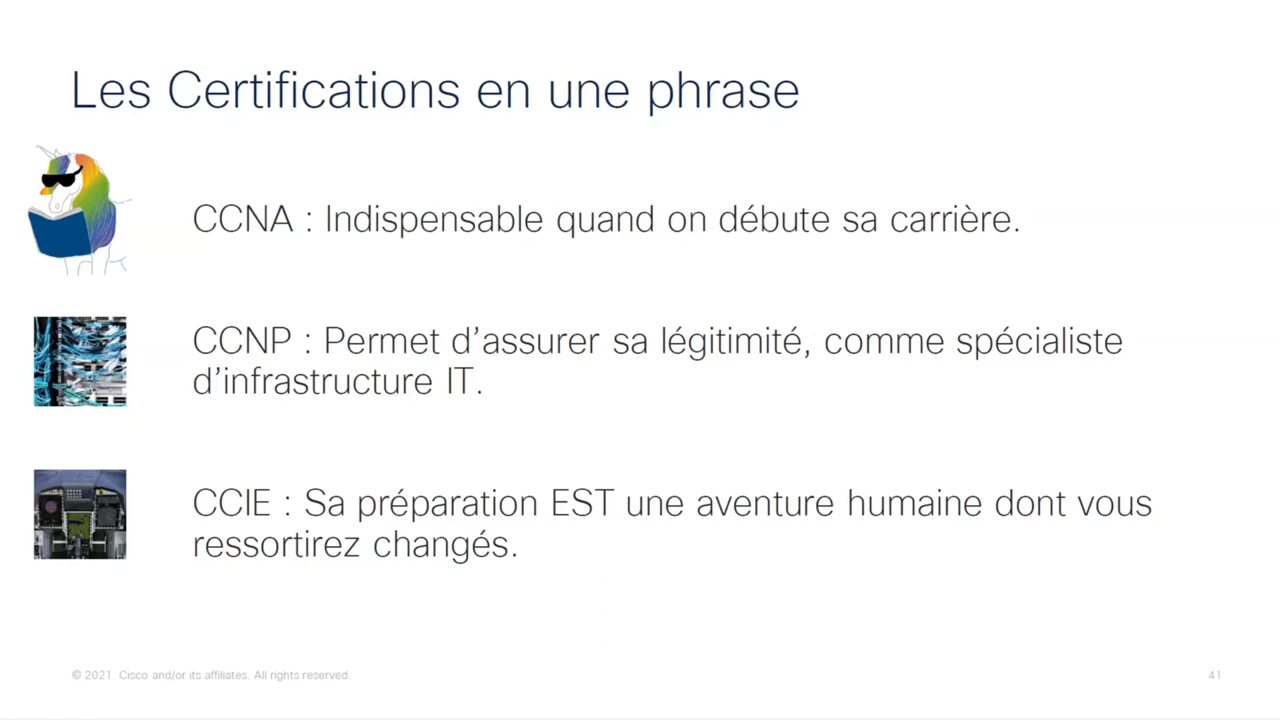 Les Certifications en une phrase
CCNA : Indispensable quand on débute sa carrière.
CCNP : Permet d’assurer sa légitimité, comme spécialiste
d’infrastructure IT.
CCIE : Sa préparation EST une aventure humaine dont vous
ressortirez changés.
© 2021 Cisco and/or its affiliates. All rights reserved.
41